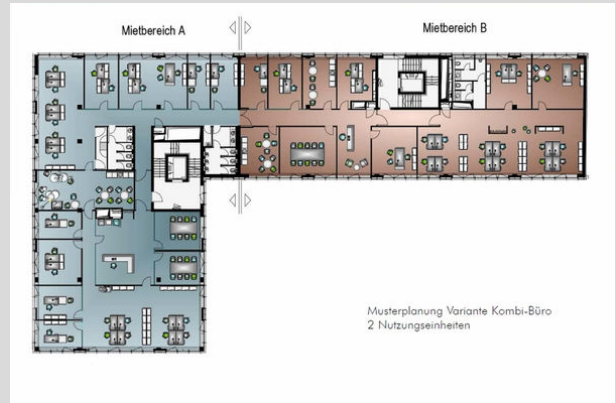 Mietbereich A
Mietbereich B
Musterplanung Variante Kombi-Büro
2 Nutzungseinheiten